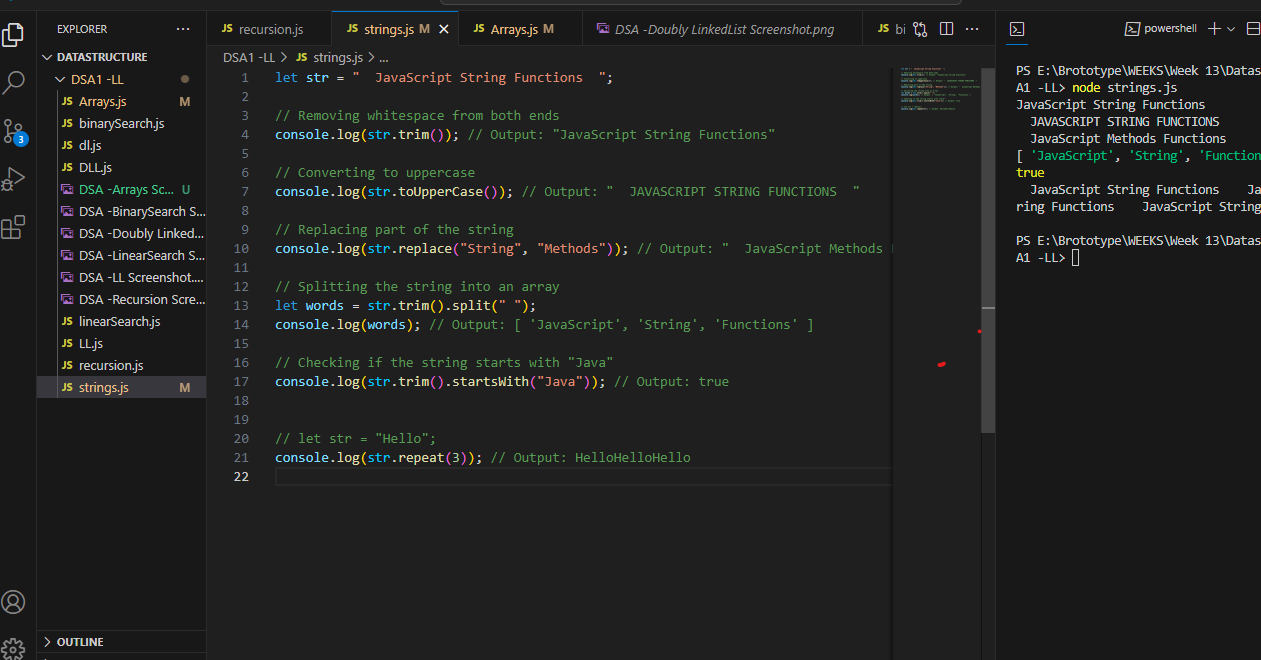 EXPLORER
DATASTRUCTURE
DSA1 -LL
JS Arrays.js M
JS binarySearch.js
JS dl.js
JS DLL.js
DSA -Arrays Sc... U
DSA -BinarySearch S...
DSA -Doubly Linked...
DSA -LinearSearch S...
DSA -LL Screenshot....
DSA -Recursion Scre...
JS linearSearch.js
JS LL.js
JS recursion.js
JS strings.js M
OUTLINE
3
JS recursion.js
JS strings.js M
JS Arrays.js M
DSA -Doubly LinkedList Screenshot.png
JS bi
DSA1 -LL > JS strings.js > ...
1 let str = "  JavaScript String Functions  ";
2
3 // Removing whitespace from both ends
4 console.log(str.trim()); // Output: "JavaScript String Functions"
5
6 // Converting to uppercase
7 console.log(str.toUpperCase()); // Output: "  JAVASCRIPT STRING FUNCTIONS  "
8
9 // Replacing part of the string
10 console.log(str.replace("String", "Methods")); // Output: "  JavaScript Methods
11
12 // Splitting the string into an array
13 let words = str.trim().split(" ");
14 console.log(words); // Output: [ 'JavaScript', 'String', 'Functions' ]
15
16 // Checking if the string starts with "Java"
17 console.log(str.trim().startsWith("Java")); // Output: true
18
19
20 // let str = "Hello";
21 console.log(str.repeat(3)); // Output: HelloHelloHello
22
powershell
PS E:\Brototype\WEEKS\Week 13\Datas
A1 -LL> node strings.js
JavaScript String Functions
  JAVASCRIPT STRING FUNCTIONS
  JavaScript Methods Functions
[ 'JavaScript', 'String', 'Function
true
  JavaScript String Functions    Ja
ring Functions    JavaScript String
PS E:\Brototype\WEEKS\Week 13\Datas
A1 -LL>